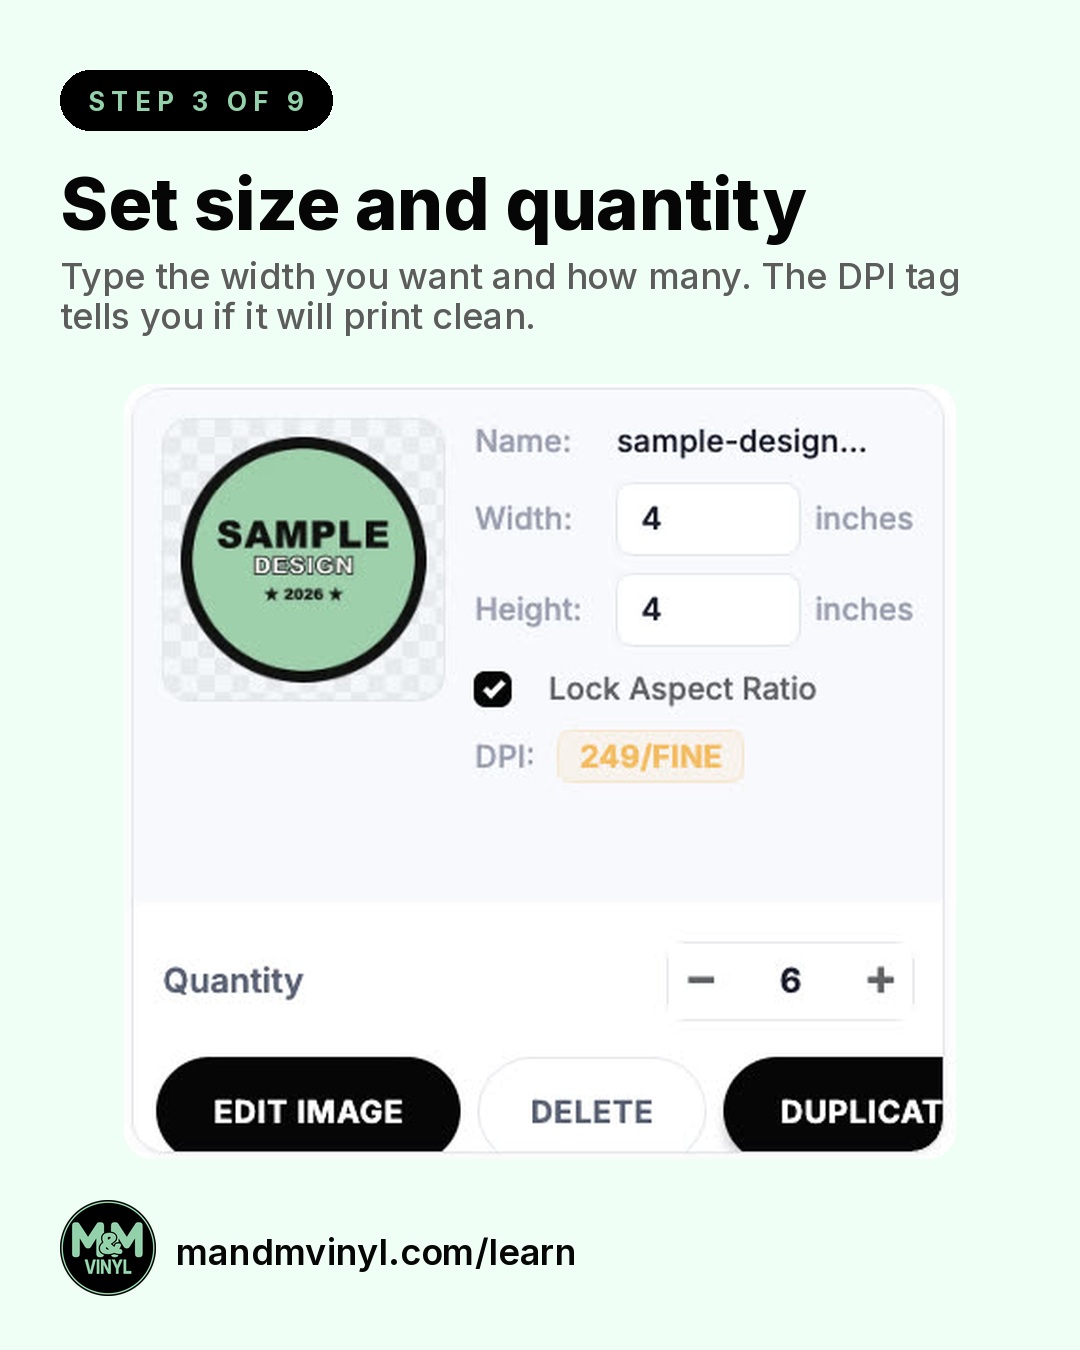 STEP 3 OF 9
Set size and quantity
Type the width you want and how many. The DPI tag
tells you if it will print clean.
SAMPLE
DESIGN
★ 2026 ★
Name: sample-design...
Width: 4 inches
Height: 4 inches
Lock Aspect Ratio
DPI: 249/FINE
Quantity − 6 +
EDIT IMAGE DELETE DUPLICAT
M&M
VINYL
mandmvinyl.com/learn